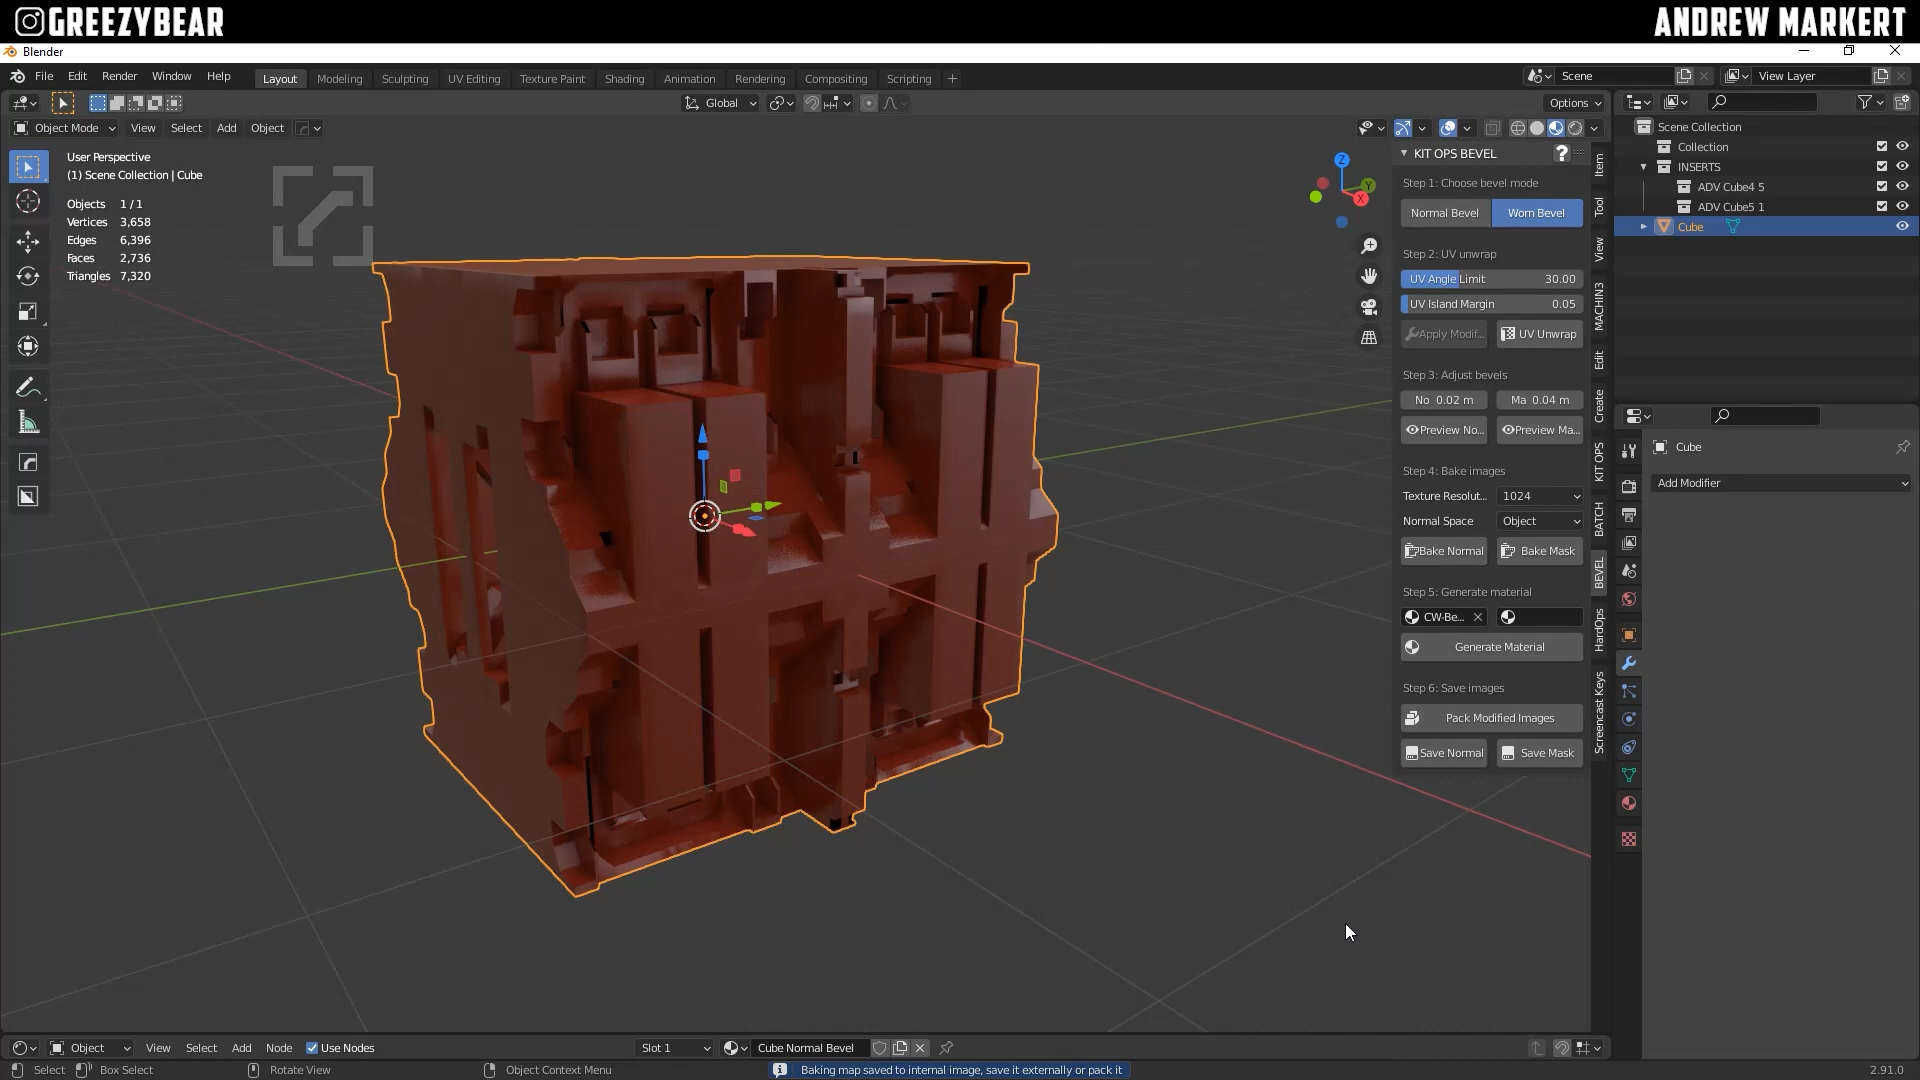 GREEZYBEAR
ANDREW MARKERT
Blender
File Edit Render Window Help
Layout Modeling Sculpting UV Editing Texture Paint Shading Animation Rendering Compositing Scripting +
Scene
View Layer
Global
Options
Object Mode View Select Add Object
User Perspective
(1) Scene Collection | Cube
Objects 1 / 1
Vertices 3,658
Edges 6,396
Faces 2,736
Triangles 7,320
Z
Y
X
KIT OPS BEVEL ?
Step 1: Choose bevel mode
Normal Bevel Worn Bevel
Step 2: UV unwrap
UV Angle Limit 30.00
UV Island Margin 0.05
Apply Modif... UV Unwrap
Step 3: Adjust bevels
No 0.02 m Ma 0.04 m
Preview No... Preview Ma...
Step 4: Bake images
Texture Resolut... 1024
Normal Space Object
Bake Normal Bake Mask
Step 5: Generate material
CW-Be...
Generate Material
Step 6: Save images
Pack Modified Images
Save Normal Save Mask
Item
Tool
View
MACHIN3
Edit
Create
KIT OPS
BATCH
BEVEL
HardOps
Screencast Keys
Scene Collection
Collection
INSERTS
ADV Cube4 5
ADV Cube5 1
Cube
Cube
Add Modifier
Object View Select Add Node Use Nodes Slot 1 Cube Normal Bevel
Select Box Select Rotate View Object Context Menu Baking map saved to internal image, save it externally or pack it 2.91.0